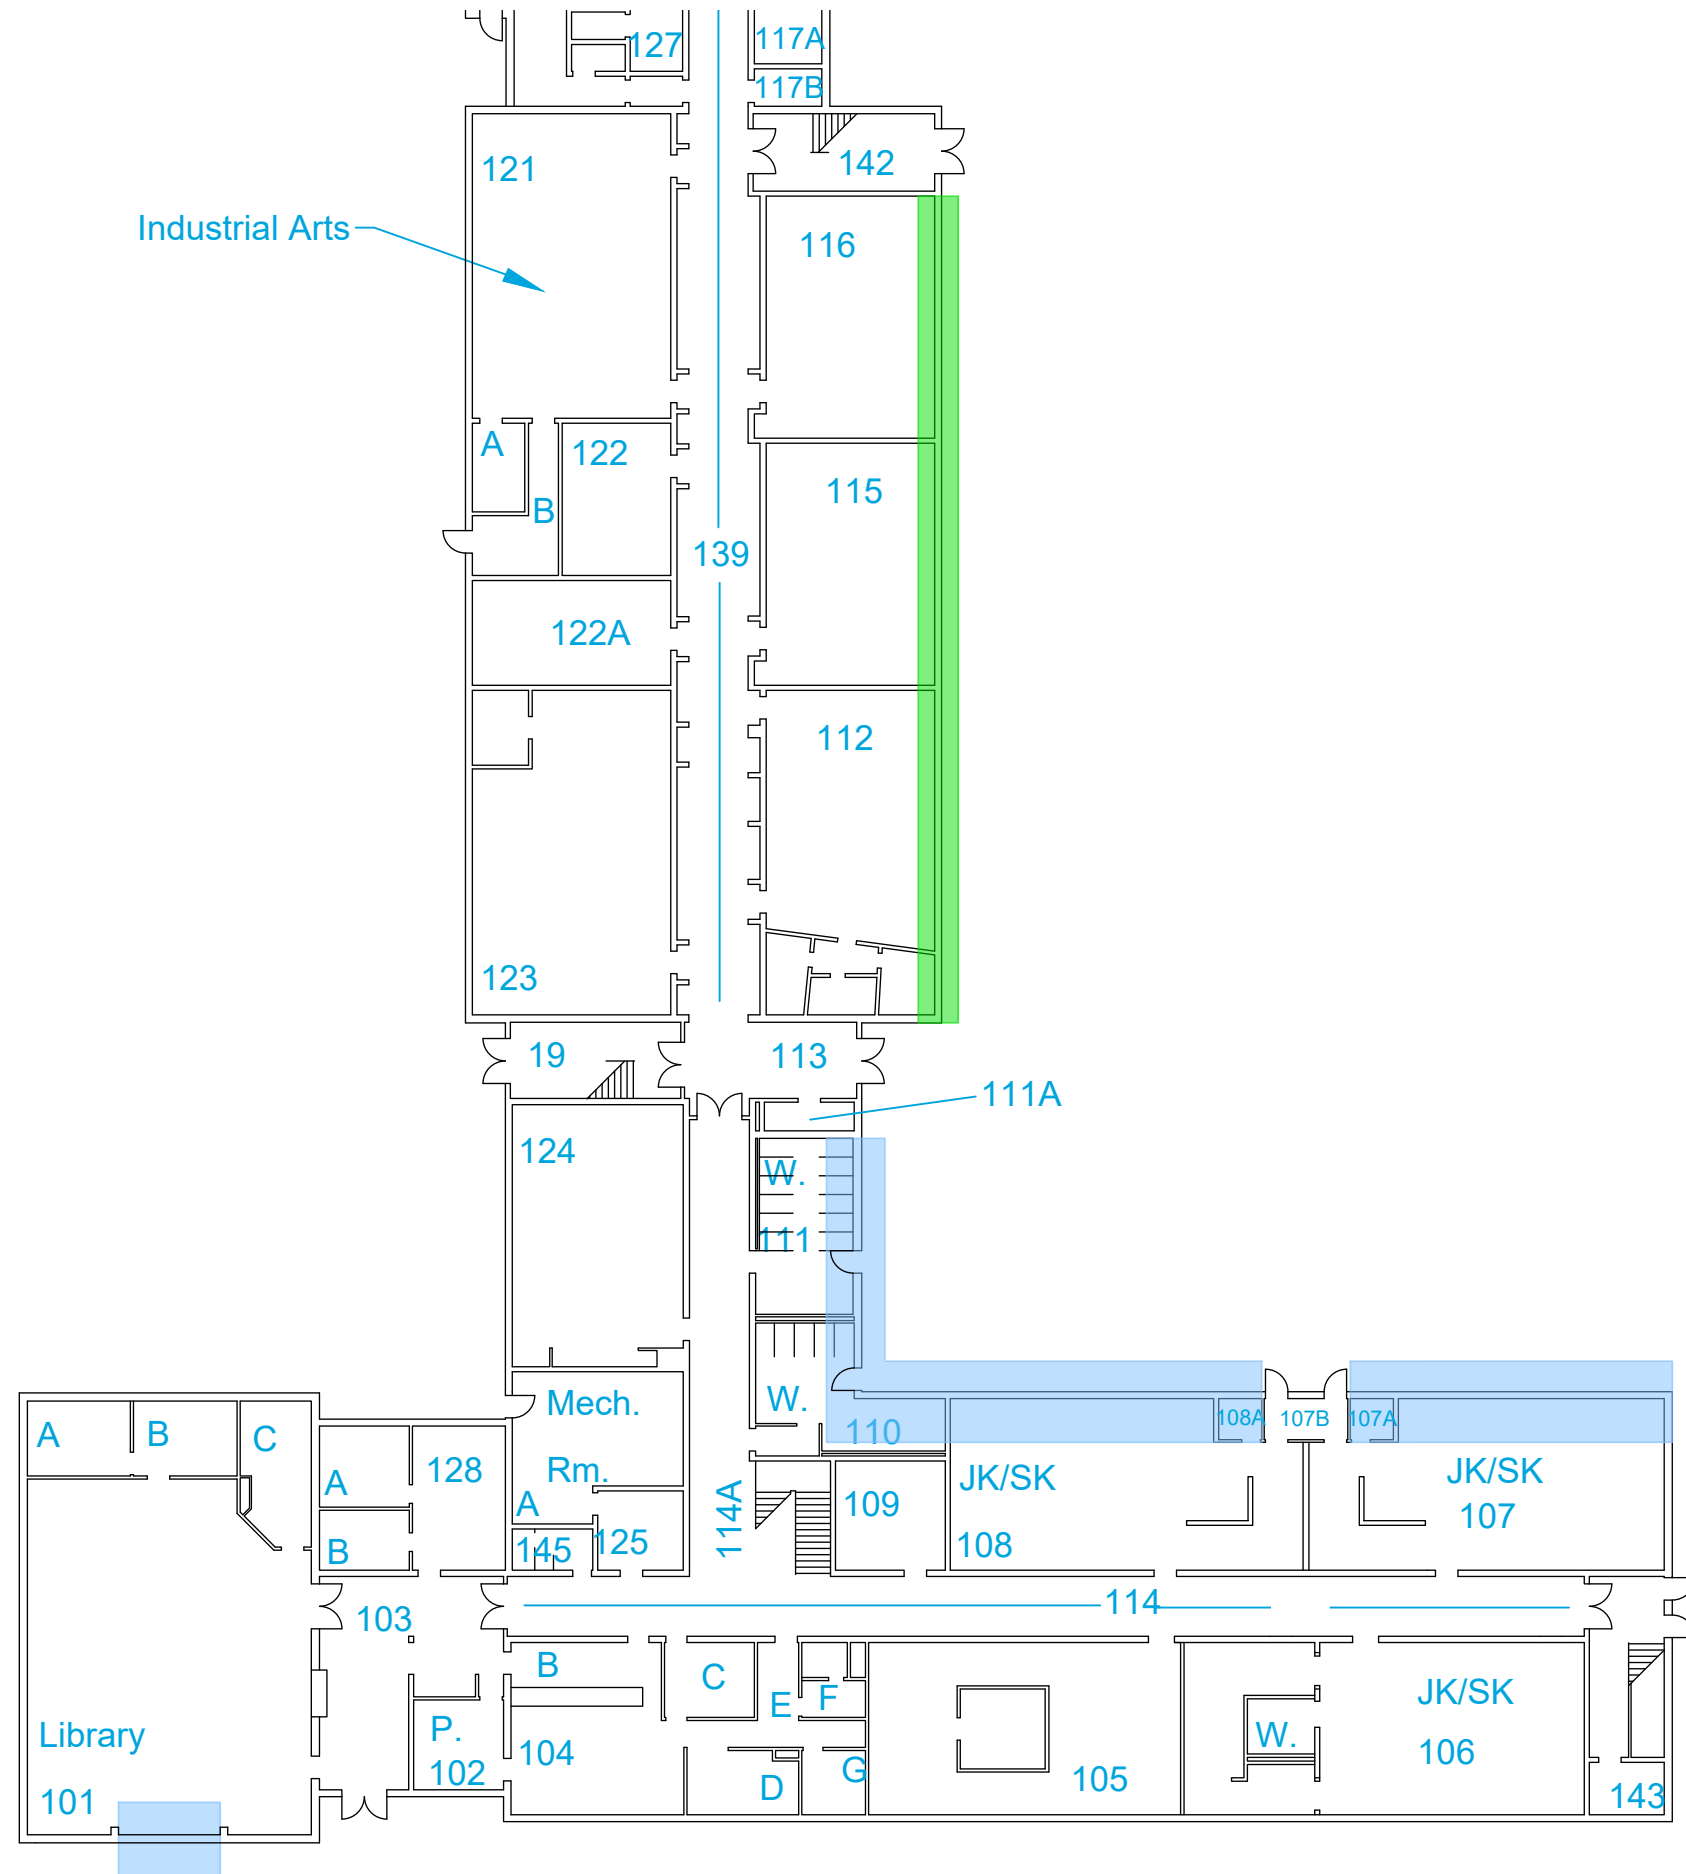 127
117A
117B
121
142
Industrial Arts
116
A
122
115
B
139
122A
112
123
19
113
111A
124
W.
111
Mech.
W.
110
108A
107B
107A
A
B
C
128
Rm.
JK/SK
JK/SK
A
A
114A
109
107
B
145
125
108
103
114
B
C
E
F
JK/SK
Library
P.
W.
104
106
102
G
105
D
101
143